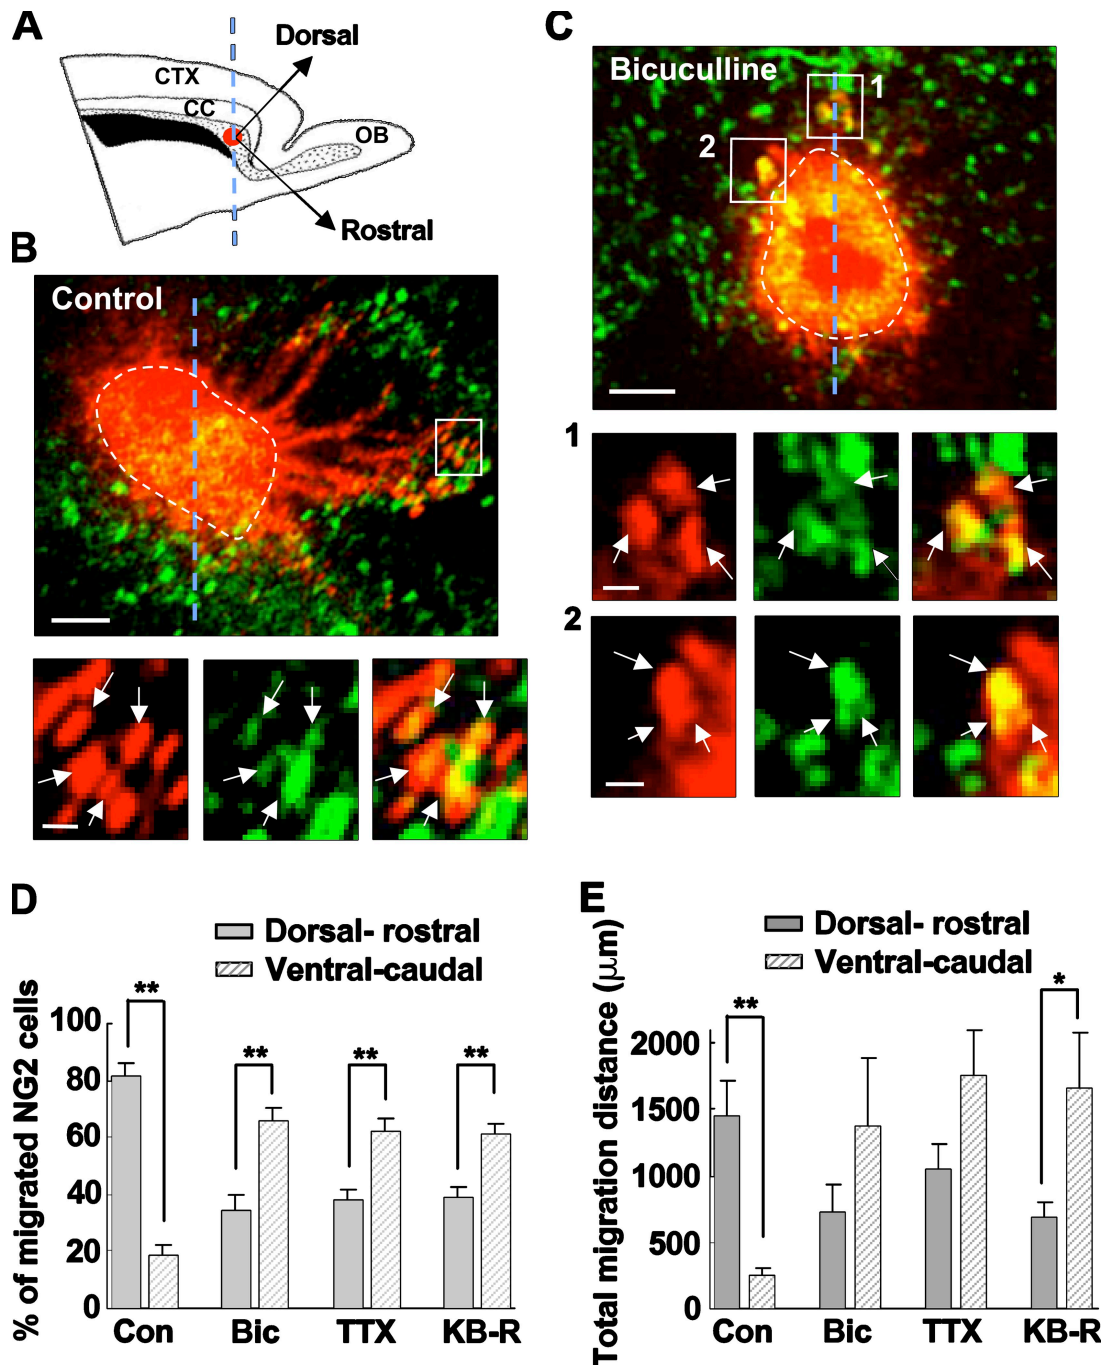 A
Dorsal
CTX
CC
OB
Rostral
B
Control
C
Bicuculline
1
2
1
2
D
Dorsal- rostral
Ventral-caudal
% of migrated NG2 cells
100
80
60
40
20
0
**
**
**
**
Con
Bic
TTX
KB-R
E
Dorsal- rostral
Ventral-caudal
Total migration distance (μm)
2000
1500
1000
500
0
**
*
Con
Bic
TTX
KB-R